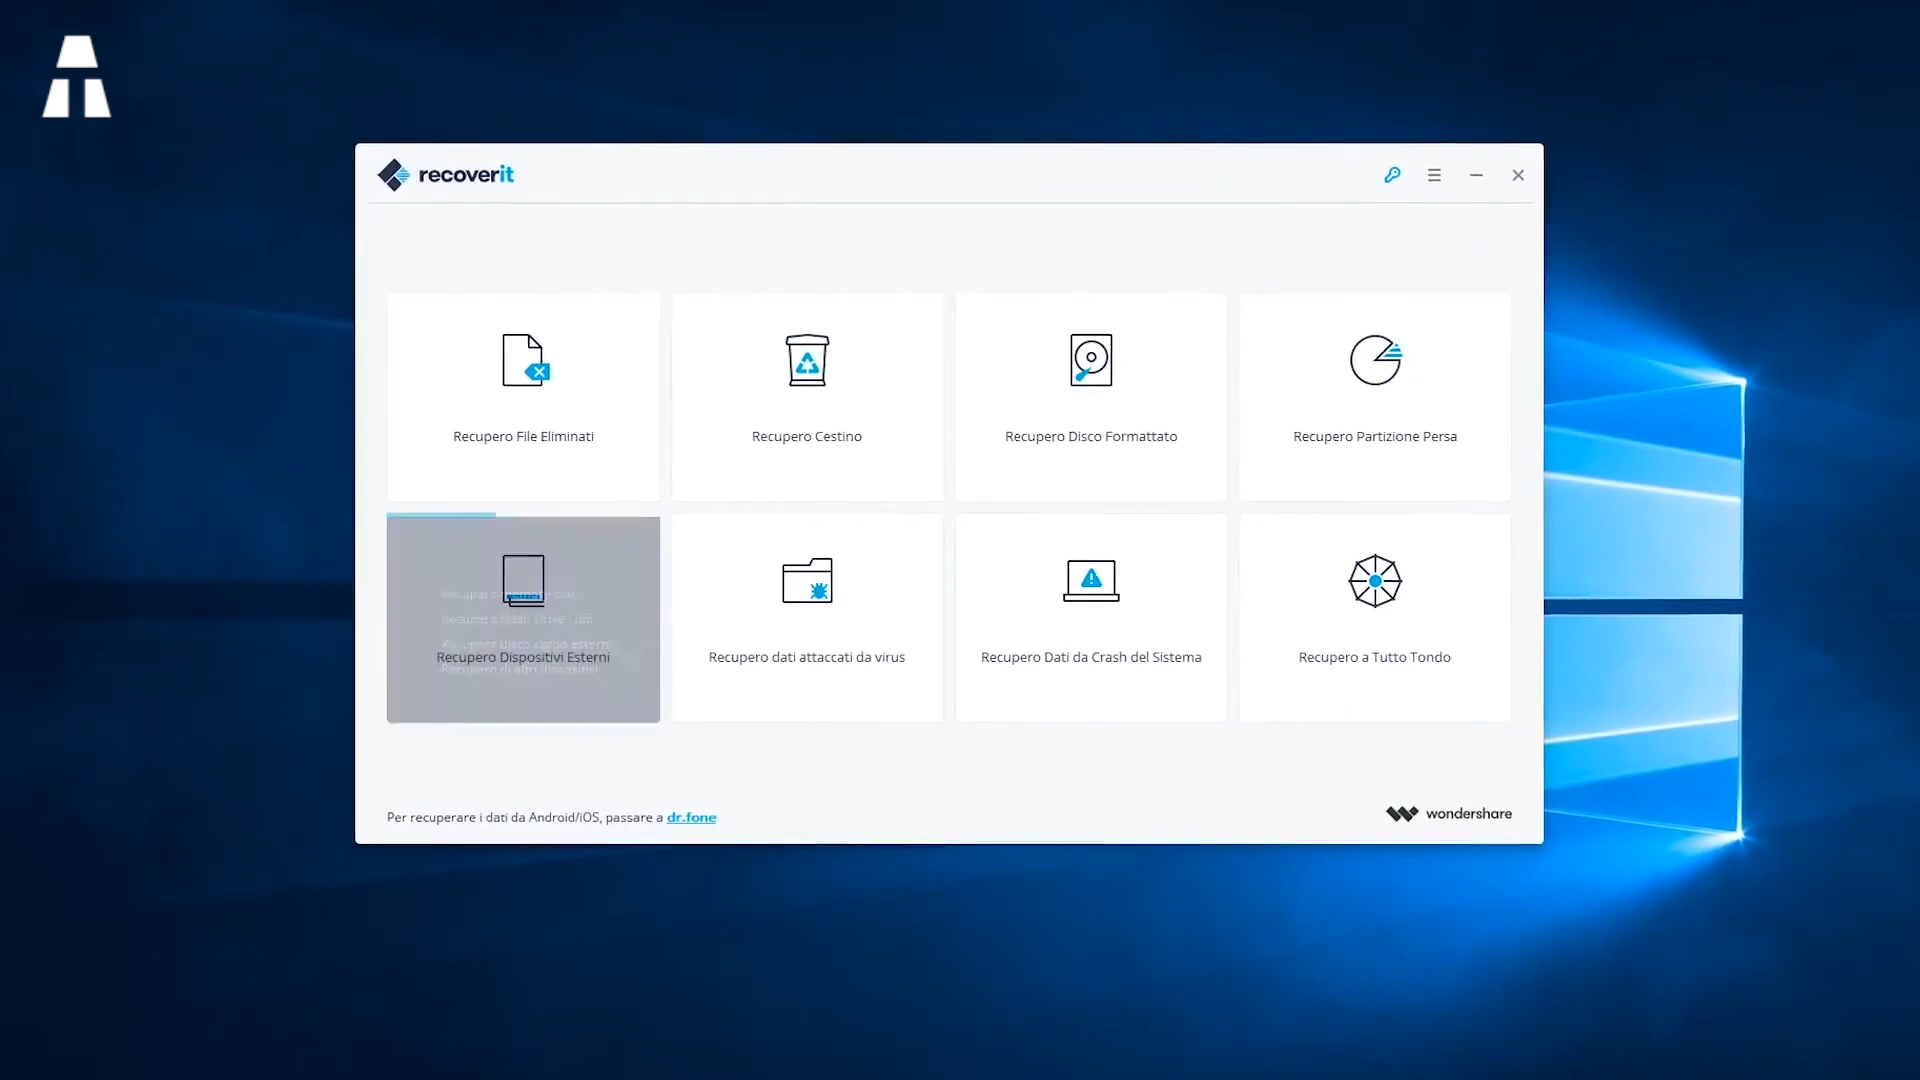 recoverit
Recupero File Eliminati
Recupero Cestino
Recupero Disco Formattato
Recupero Partizione Persa
Recupero Dispositivi Esterni
Recupero dati attaccati da virus
Recupero Dati da Crash del Sistema
Recupero a Tutto Tondo
Per recuperare i dati da Android/iOS, passare a dr.fone
wondershare